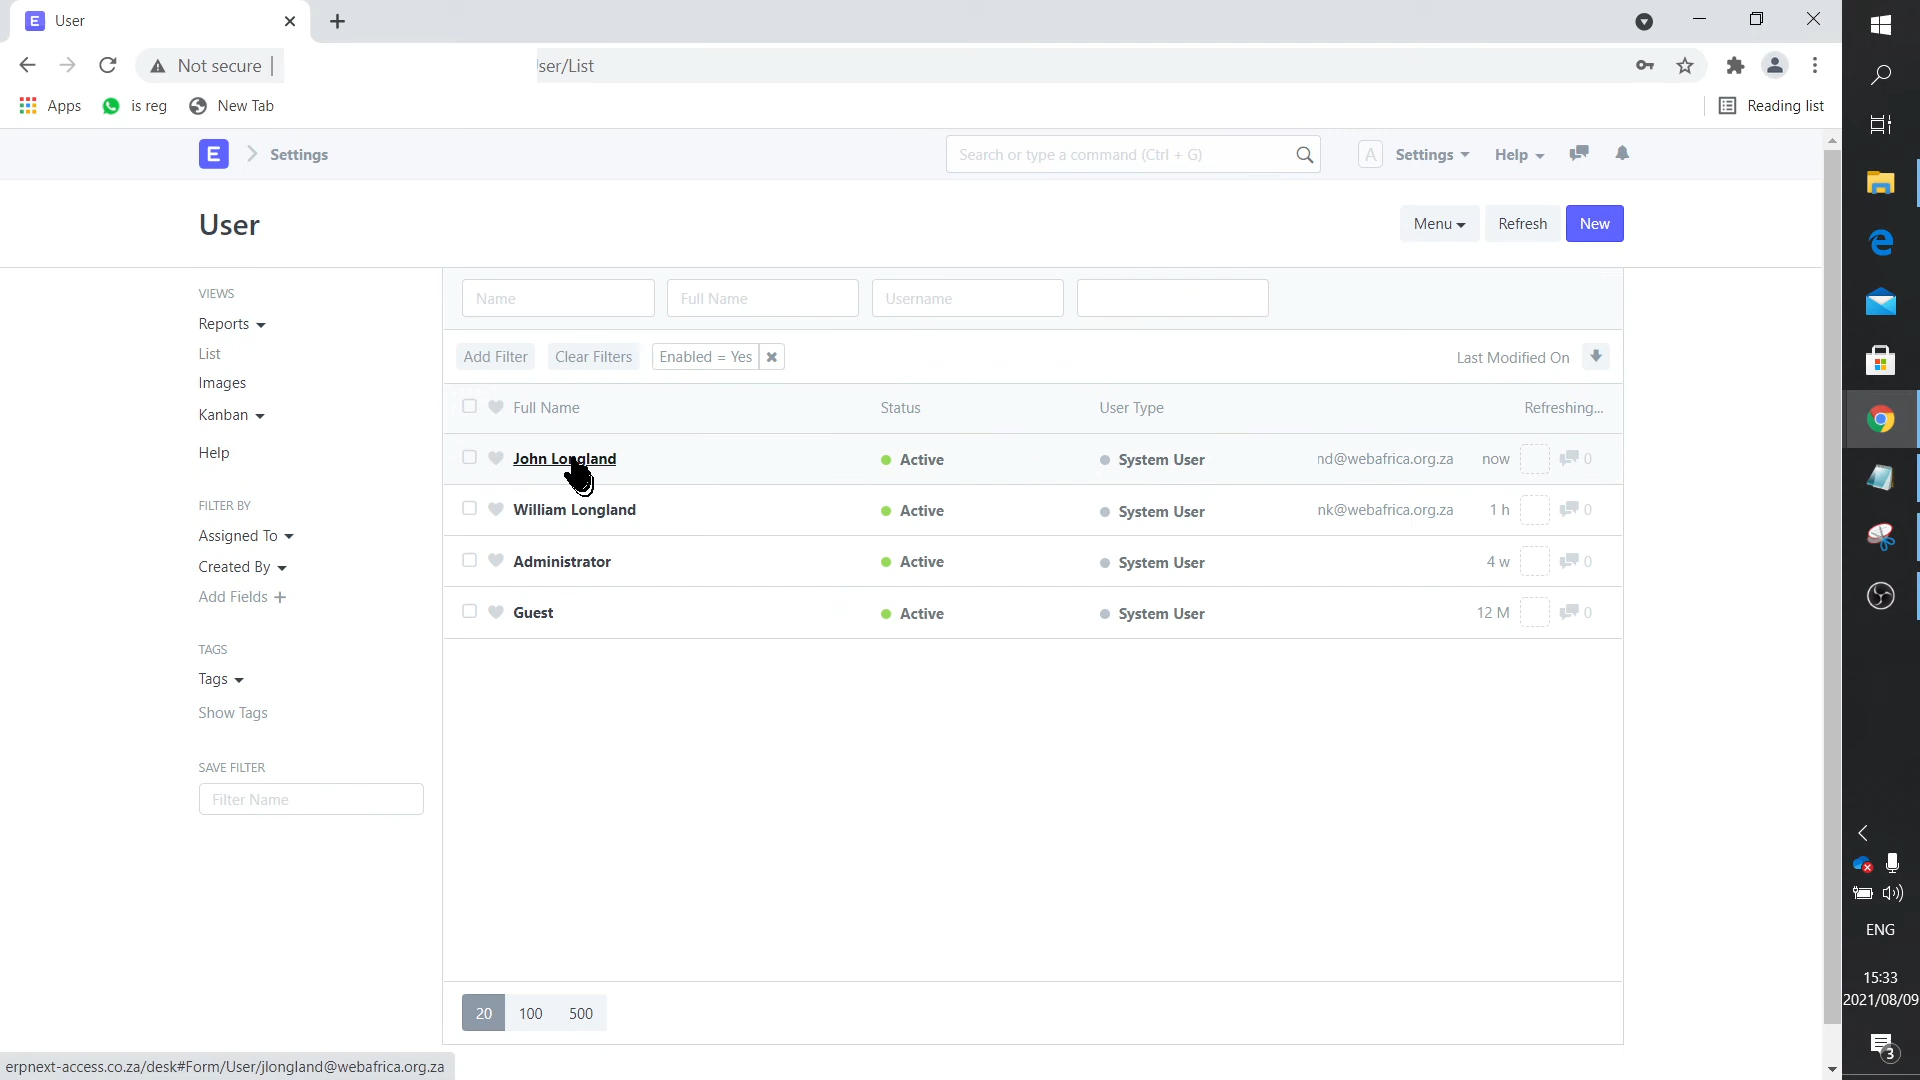 E User
Not secure ser/List
Apps is reg New Tab Reading list
E Settings Search or type a command (Ctrl + G) A Settings Help
User Menu Refresh New
VIEWS
Reports
List
Images
Kanban
Help
FILTER BY
Assigned To
Created By
Add Fields +
TAGS
Tags
Show Tags
SAVE FILTER
Filter Name
Name Full Name Username
Add Filter Clear Filters Enabled = Yes Last Modified On
Full Name Status User Type Refreshing...
John Longland Active System User nd@webafrica.org.za now 0
William Longland Active System User nk@webafrica.org.za 1 h 0
Administrator Active System User 4 w 0
Guest Active System User 12 M 0
20 100 500
erpnext-access.co.za/desk#Form/User/jlongland@webafrica.org.za
ENG
15:33
2021/08/09
3